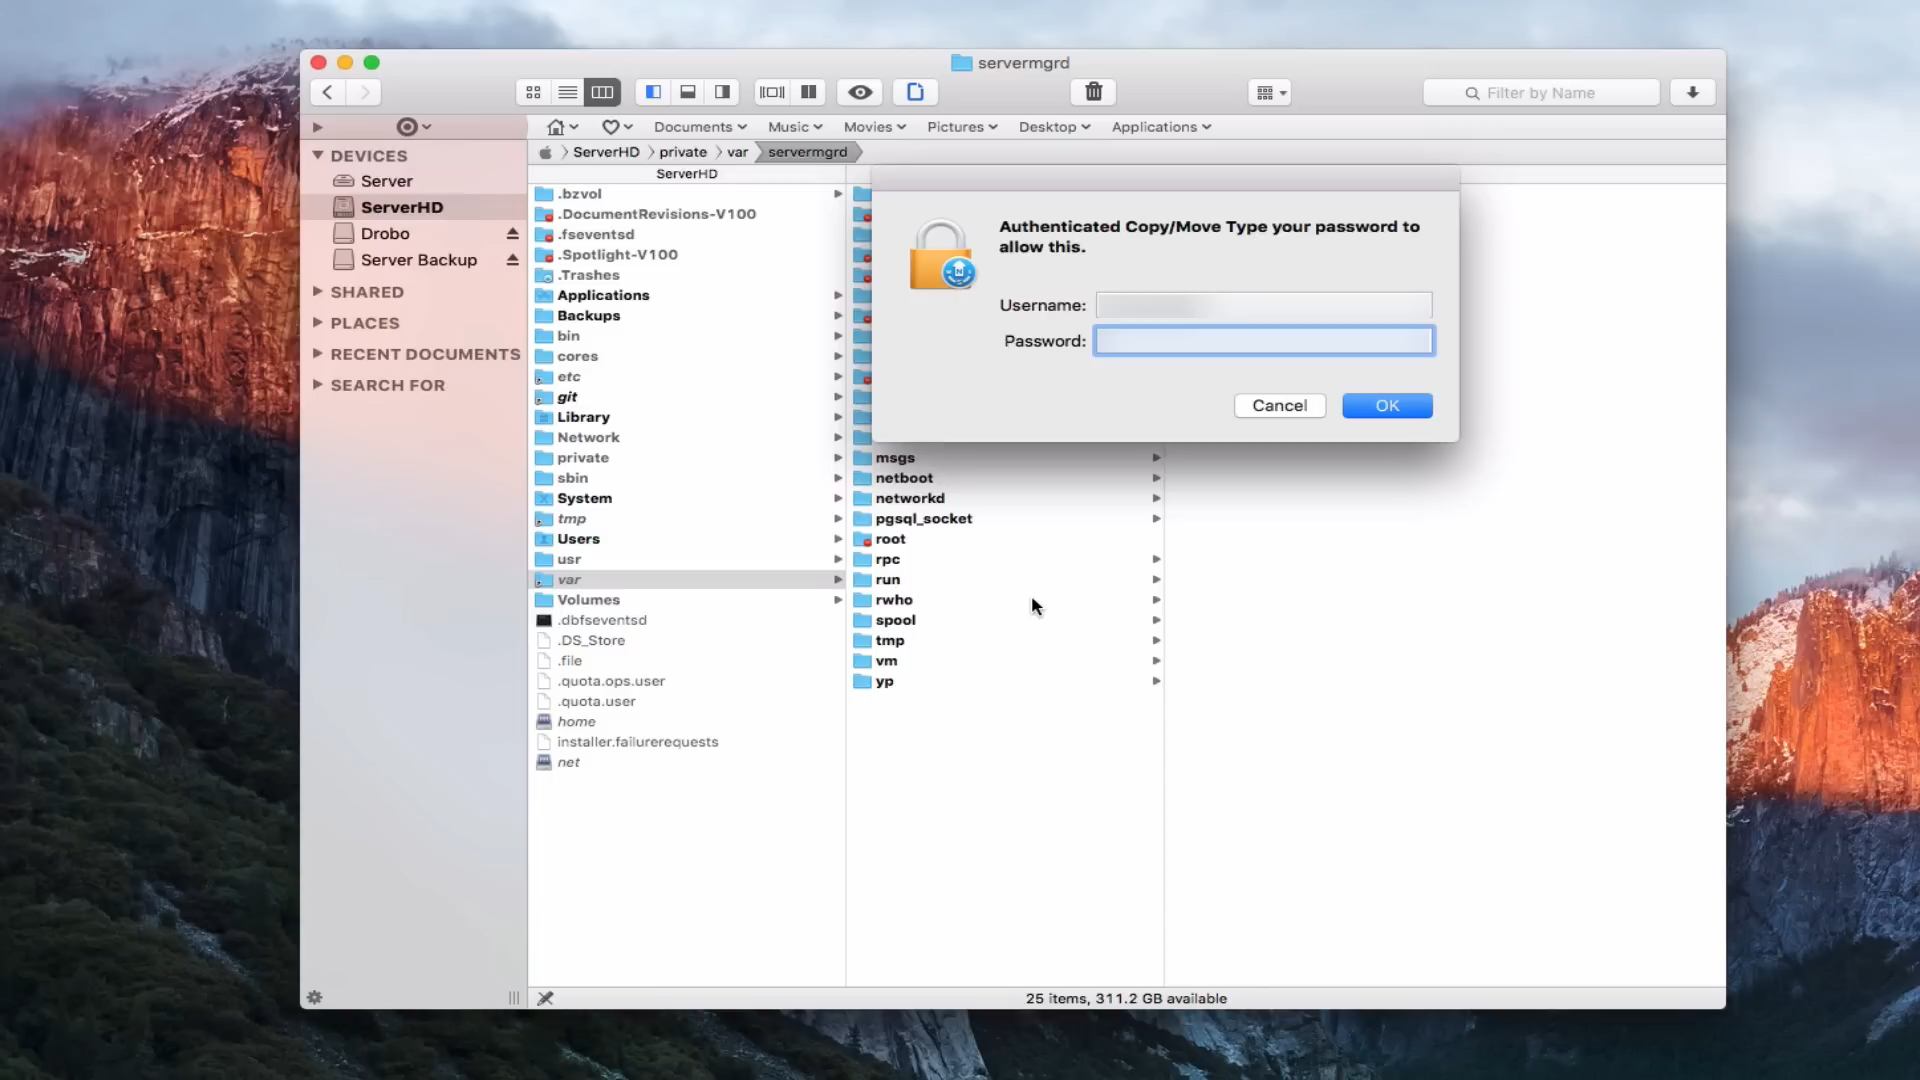 servermgrd
Filter by Name
Documents
Music
Movies
Pictures
Desktop
Applications
ServerHD
private
var
servermgrd
DEVICES
Server
ServerHD
Drobo
Server Backup
SHARED
PLACES
RECENT DOCUMENTS
SEARCH FOR
ServerHD
.bzvol
.DocumentRevisions-V100
.fseventsd
.Spotlight-V100
.Trashes
Applications
Backups
bin
cores
etc
git
Library
Network
private
sbin
System
tmp
Users
usr
var
Volumes
.dbfseventsd
.DS_Store
.file
.quota.ops.user
.quota.user
home
installer.failurerequests
net
msgs
netboot
networkd
pgsql_socket
root
rpc
run
rwho
spool
tmp
vm
yp
Authenticated Copy/Move Type your password to
allow this.
Username:
Password:
Cancel
OK
25 items, 311.2 GB available